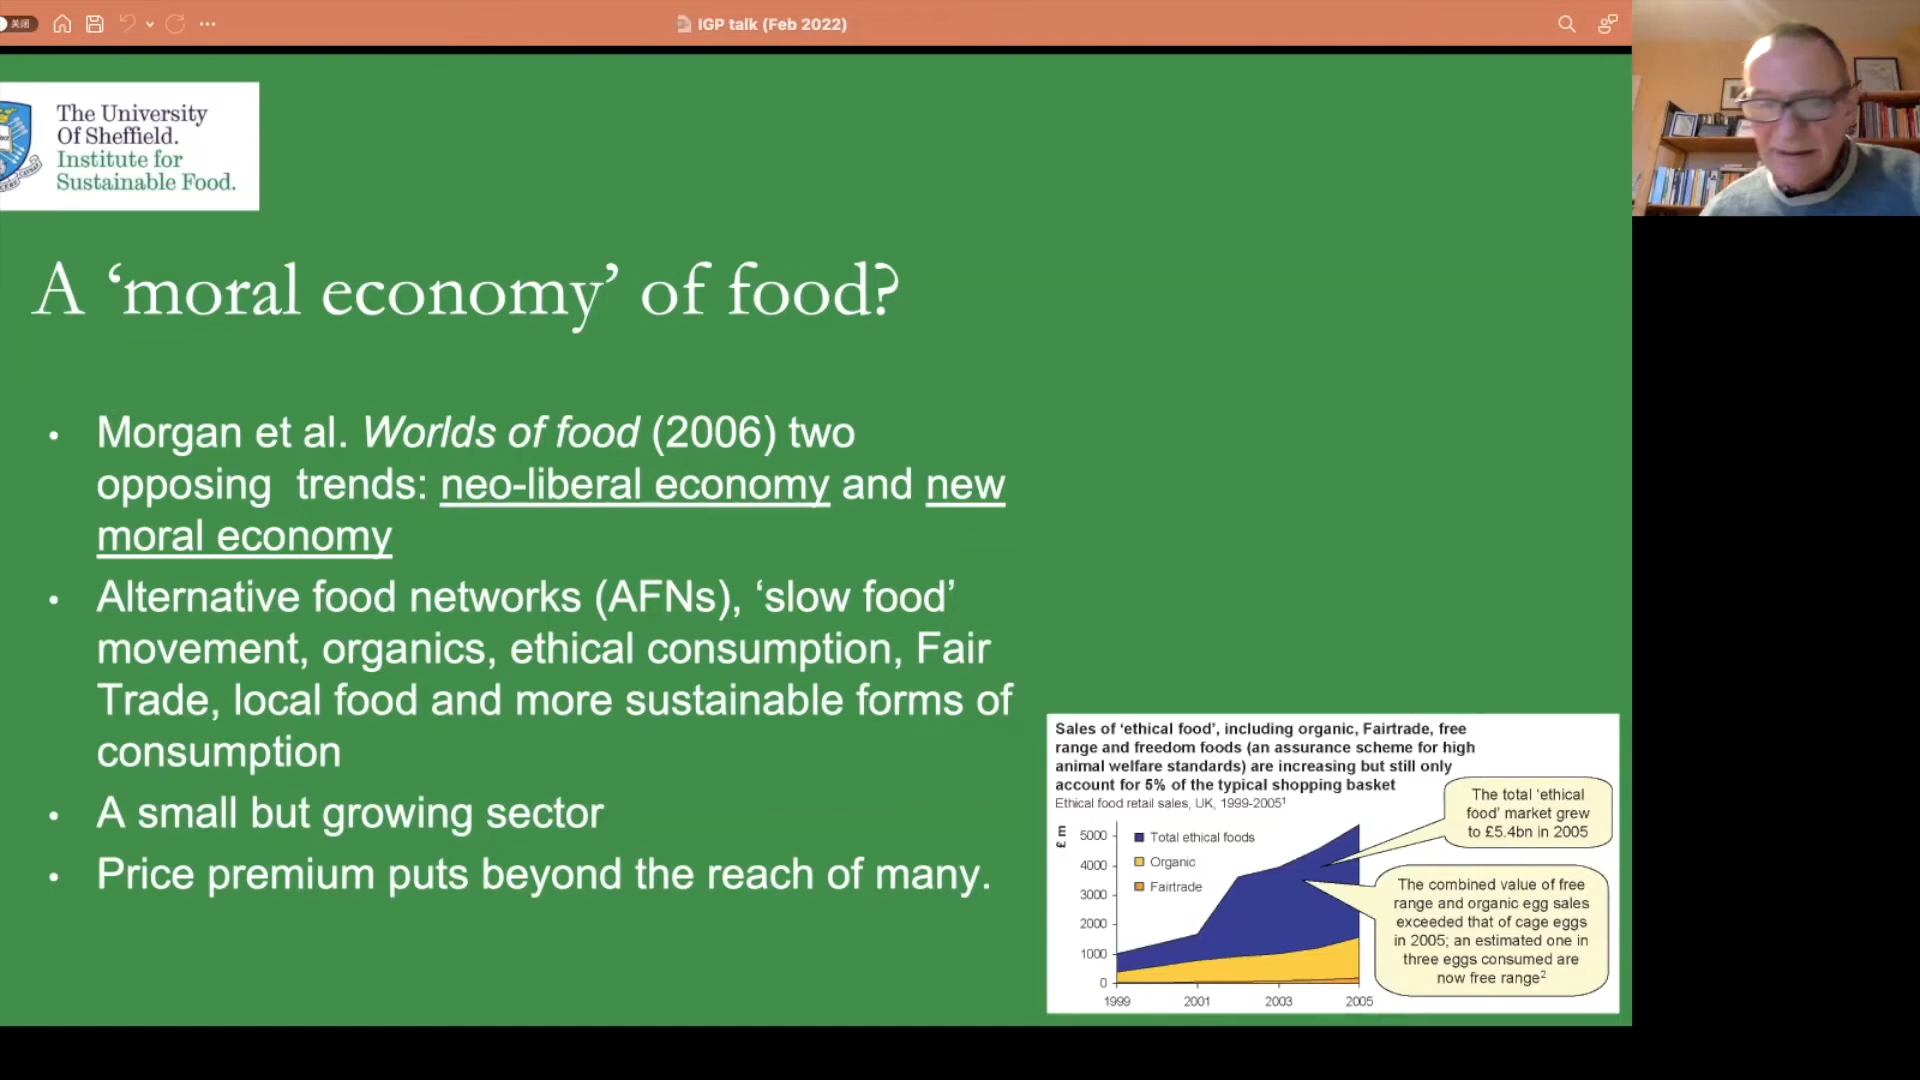 关闭
IGP talk (Feb 2022)
The University
Of Sheffield.
Institute for
Sustainable Food.
A ‘moral economy’ of food?
• Morgan et al. Worlds of food (2006) two
opposing trends: neo-liberal economy and new
moral economy
• Alternative food networks (AFNs), ‘slow food’
movement, organics, ethical consumption, Fair
Trade, local food and more sustainable forms of
consumption
• A small but growing sector
• Price premium puts beyond the reach of many.
Sales of ‘ethical food’, including organic, Fairtrade, free
range and freedom foods (an assurance scheme for high
animal welfare standards) are increasing but still only
account for 5% of the typical shopping basket
Ethical food retail sales, UK, 1999-2005¹
The total ‘ethical
food’ market grew
to £5.4bn in 2005
£ m
5000
4000
3000
2000
1000
0
Total ethical foods
Organic
Fairtrade
1999 2001 2003 2005
The combined value of free
range and organic egg sales
exceeded that of cage eggs
in 2005; an estimated one in
three eggs consumed are
now free range²